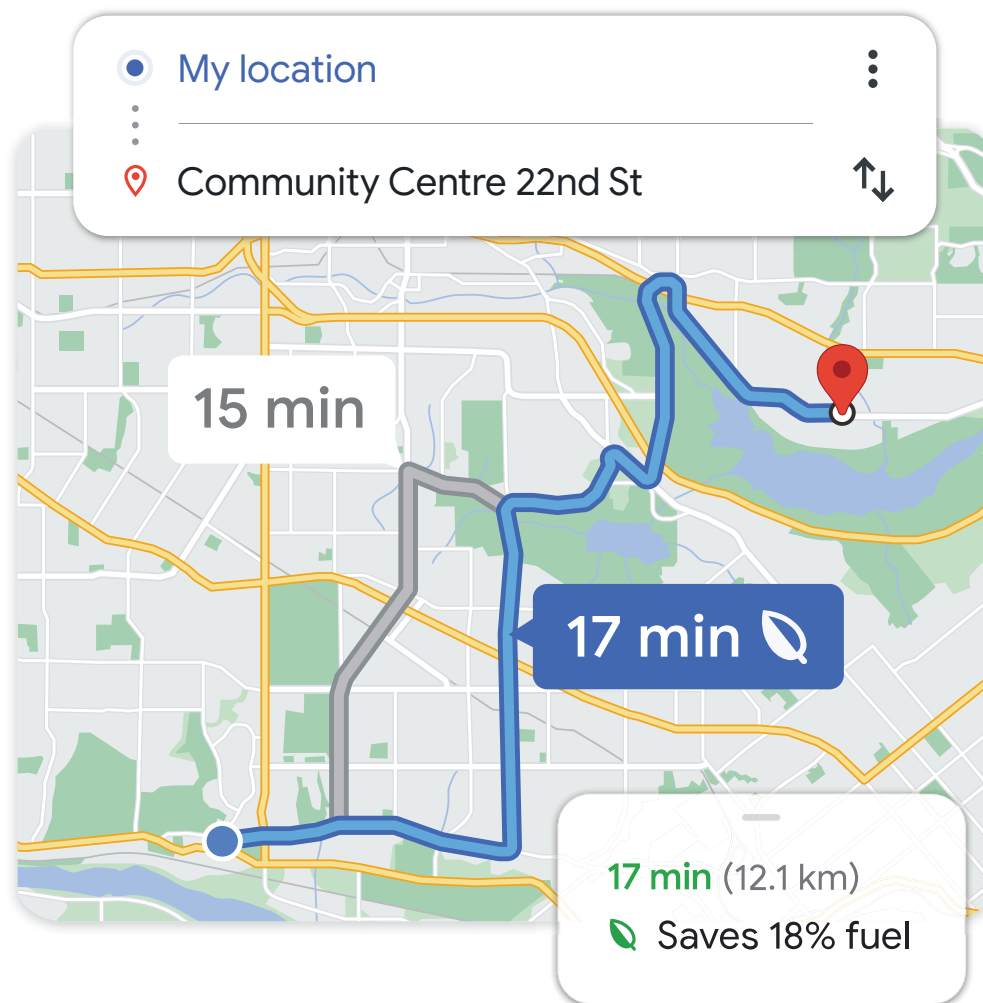 My location
Community Centre 22nd St
15 min
17 min
17 min (12.1 km)
Saves 18% fuel